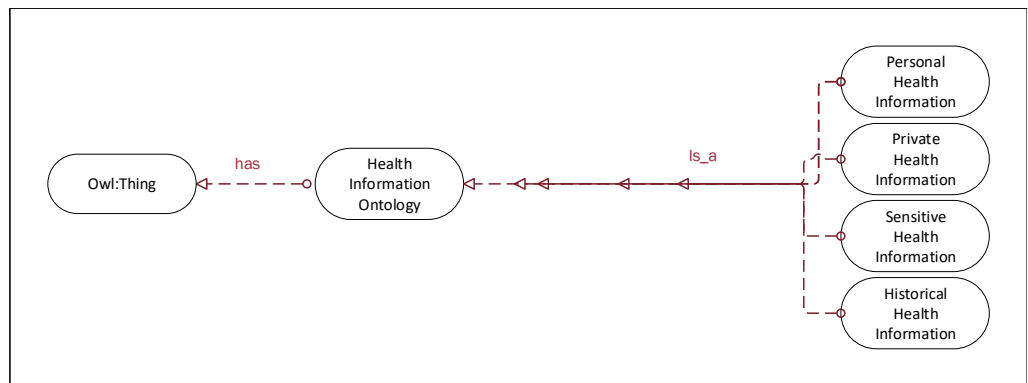 Owl:Thing
has
Health
Information
Ontology
Is_a
Personal
Health
Information
Private
Health
Information
Sensitive
Health
Information
Historical
Health
Information